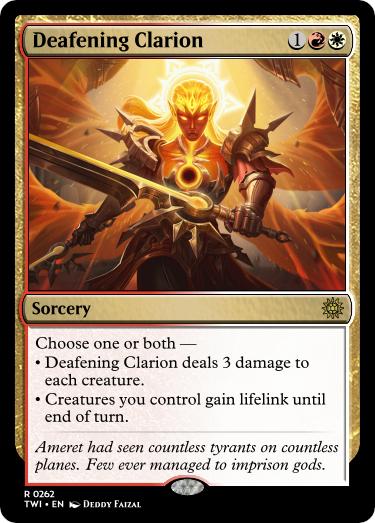 Deafening Clarion 1
Sorcery
Choose one or both —
• Deafening Clarion deals 3 damage to
each creature.
• Creatures you control gain lifelink until
end of turn.
Ameret had seen countless tyrants on countless
planes. Few ever managed to imprison gods.
R 0262
TWI • EN Deddy Faizal